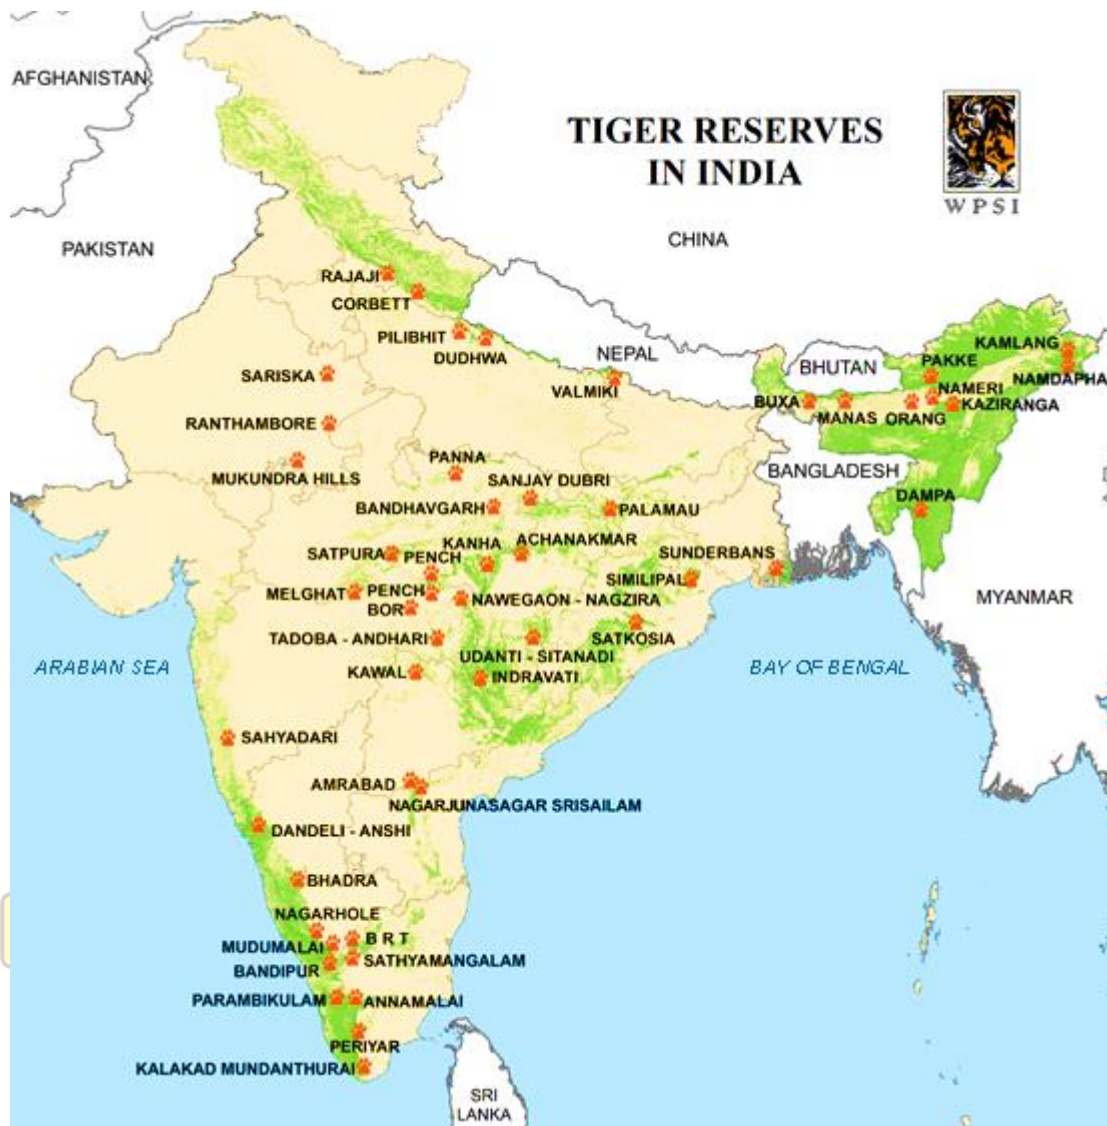 AFGHANISTAN
TIGER RESERVES
IN INDIA
WPSI
PAKISTAN
CHINA
RAJAJI
CORBETT
PILIBHIT
DUDHWA
NEPAL
VALMIKI
BHUTAN
KAMLANG
PAKKE
NAMDAPHA
NAMERI
SARISKA
BUXA
MANAS
ORANG
KAZIRANGA
RANTHAMBORE
MUKUNDRA HILLS
PANNA
SANJAY DUBRI
BANGLADESH
BANDHAVGARH
PALAMAU
DAMPA
SATPURA
PENCH
KANHA
ACHANAKMAR
SUNDERBANS
SIMILIPAL
MELGHAT
PENCH
BOR
NAWEGAON - NAGZIRA
MYANMAR
TADOBA - ANDHARI
SATKOSIA
UDANTI - SITANADI
ARABIAN SEA
KAWAL
INDRAVATI
BAY OF BENGAL
SAHYADARI
AMRABAD
NAGARJUNASAGAR SRISAILAM
DANDELI - ANSHI
BHADRA
NAGARHOLE
B R T
MUDUMALAI
SATHYAMANGALAM
BANDIPUR
PARAMBIKULAM
ANNAMALAI
PERIYAR
KALAKAD MUNDANTHURAI
SRI
LANKA